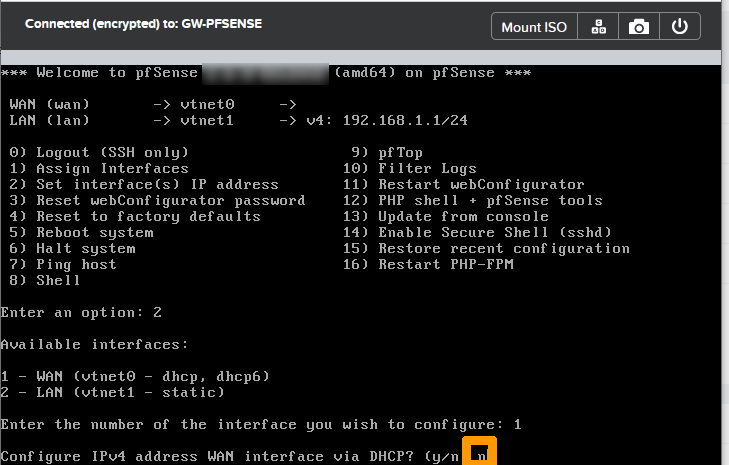 Connected (encrypted) to: GW-PFSENSE
Mount ISO
*** Welcome to pfSense (amd64) on pfSense ***
WAN (wan) -> vtnet0 ->
LAN (lan) -> vtnet1 -> v4: 192.168.1.1/24
0) Logout (SSH only) 9) pfTop
1) Assign Interfaces 10) Filter Logs
2) Set interface(s) IP address 11) Restart webConfigurator
3) Reset webConfigurator password 12) PHP shell + pfSense tools
4) Reset to factory defaults 13) Update from console
5) Reboot system 14) Enable Secure Shell (sshd)
6) Halt system 15) Restore recent configuration
7) Ping host 16) Restart PHP-FPM
8) Shell
Enter an option: 2
Available interfaces:
1 - WAN (vtnet0 - dhcp, dhcp6)
2 - LAN (vtnet1 - static)
Enter the number of the interface you wish to configure: 1
Configure IPv4 address WAN interface via DHCP? (y/n n